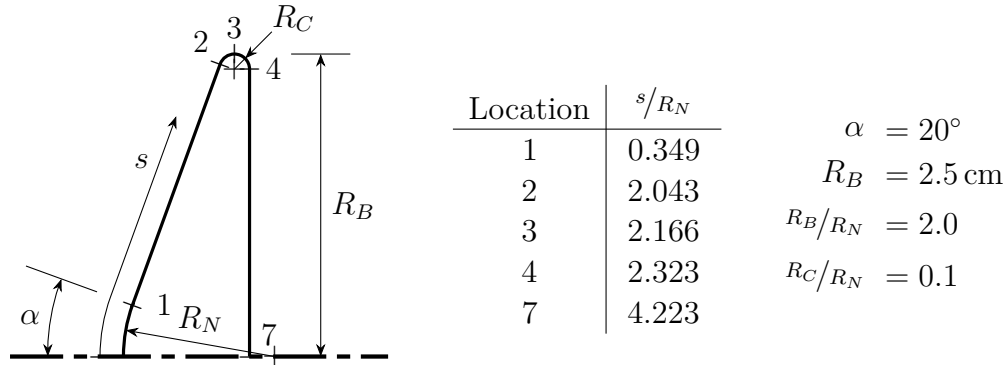 3
R_C
2
4
s
R_B
1
α
R_N
7
Location s/R_N
1 0.349
2 2.043
3 2.166
4 2.323
7 4.223
α = 20°
R_B = 2.5 cm
R_B/R_N = 2.0
R_C/R_N = 0.1